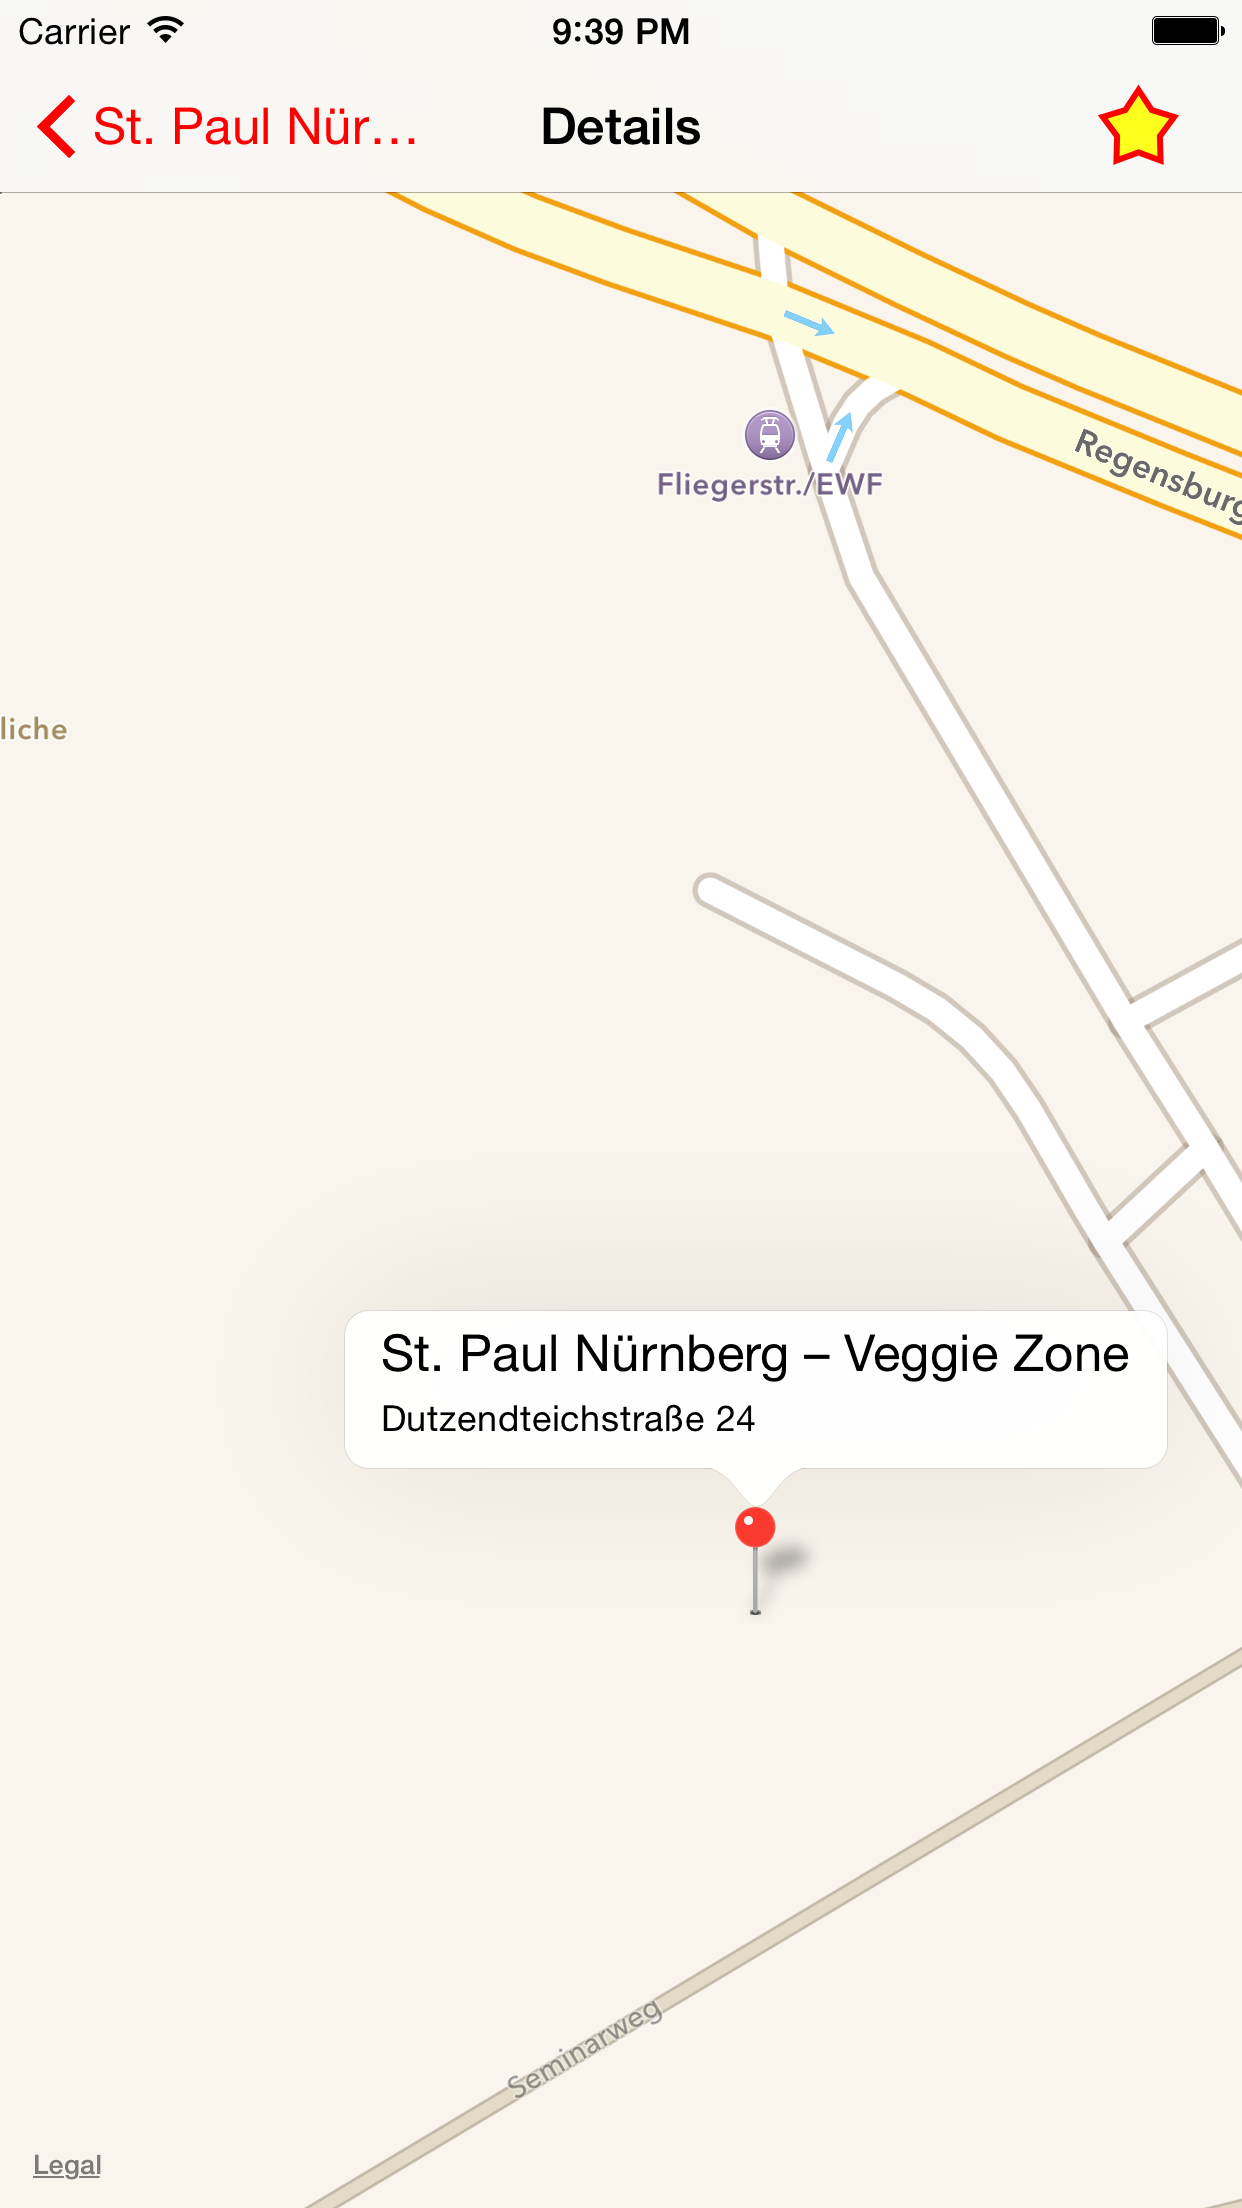 Carrier 9:39 PM
St. Paul Nür... Details
Fliegerstr./EWF
Regensburg
liche
St. Paul Nürnberg – Veggie Zone
Dutzendteichstraße 24
Seminarweg
Legal